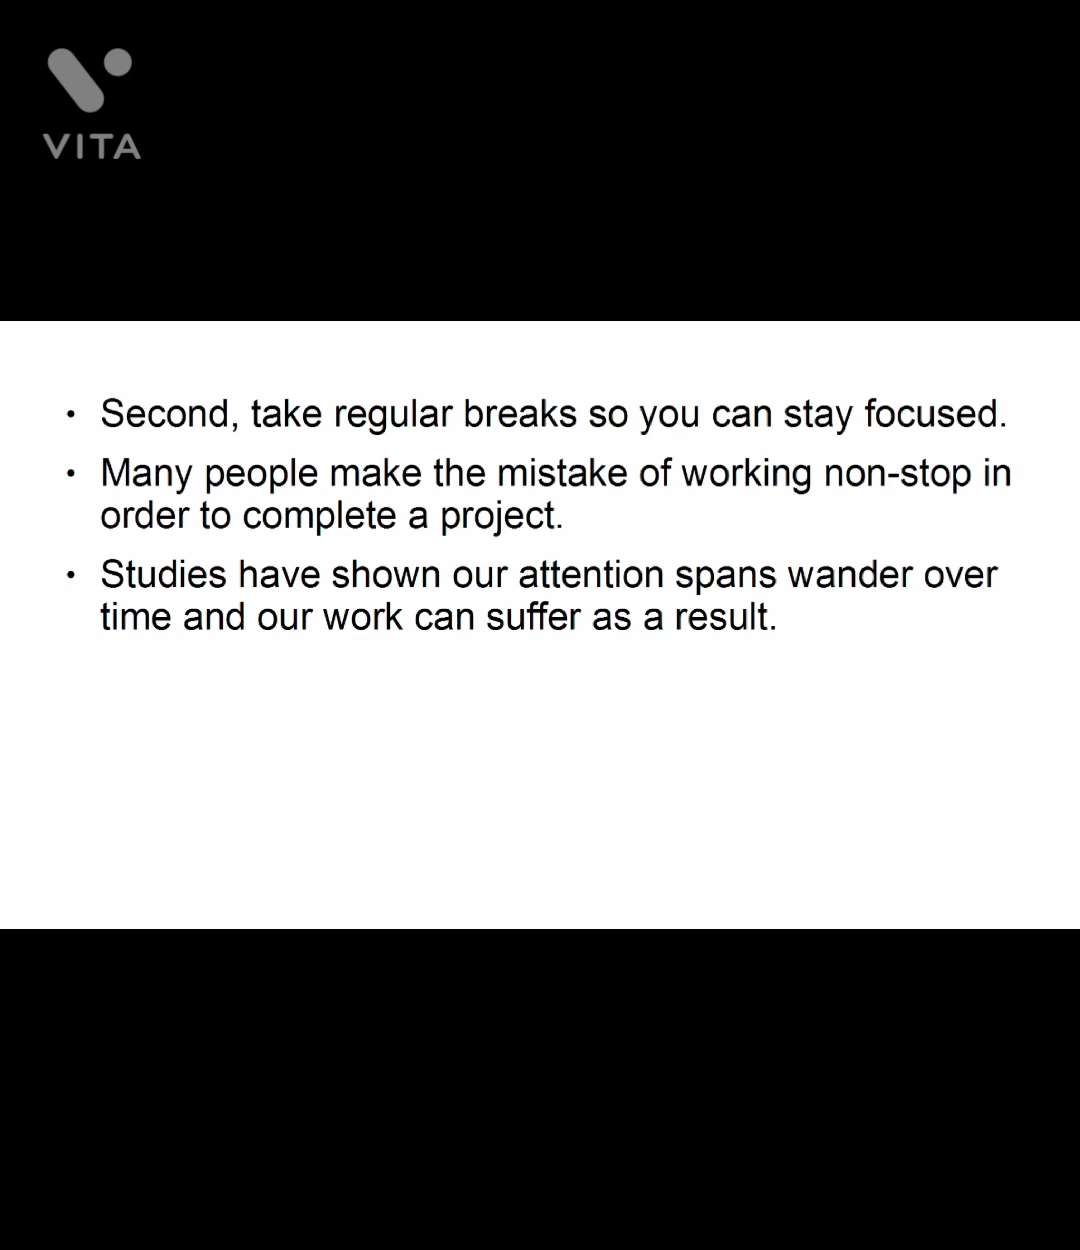 VITA
• Second, take regular breaks so you can stay focused.
• Many people make the mistake of working non-stop in
order to complete a project.
• Studies have shown our attention spans wander over
time and our work can suffer as a result.